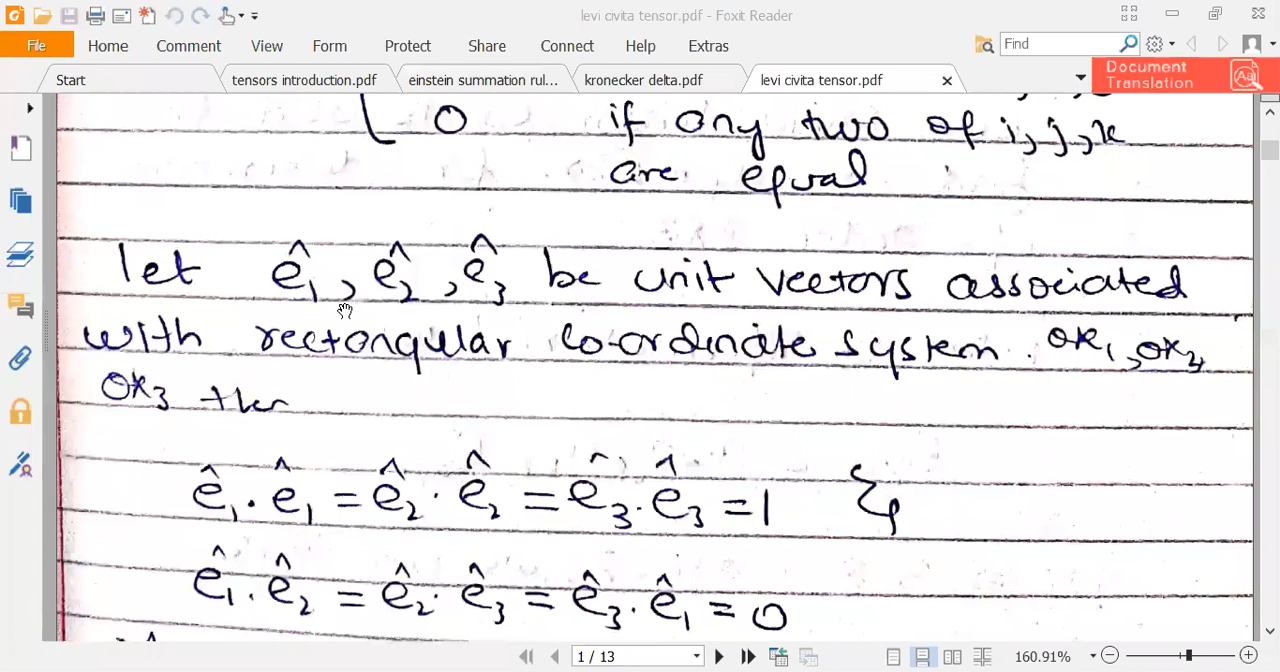 levi civita tensor.pdf - Foxit Reader
File Home Comment View Form Protect Share Connect Help Extras Find
Start tensors introduction.pdf einstein summation rul... kronecker delta.pdf levi civita tensor.pdf
Document
Translation
0 if any two of i, j, k
are equal
let ê₁, ê₂, ê₃ be unit vectors associated
with rectangular co-ordinate system. ox₁, ox₂
ox₃ then
ê₁·ê₁ = ê₂·ê₂ = ê₃·ê₃ = 1
ê₁·ê₂ = ê₂·ê₃ = ê₃·ê₁ = 0
1 / 13 160.91%